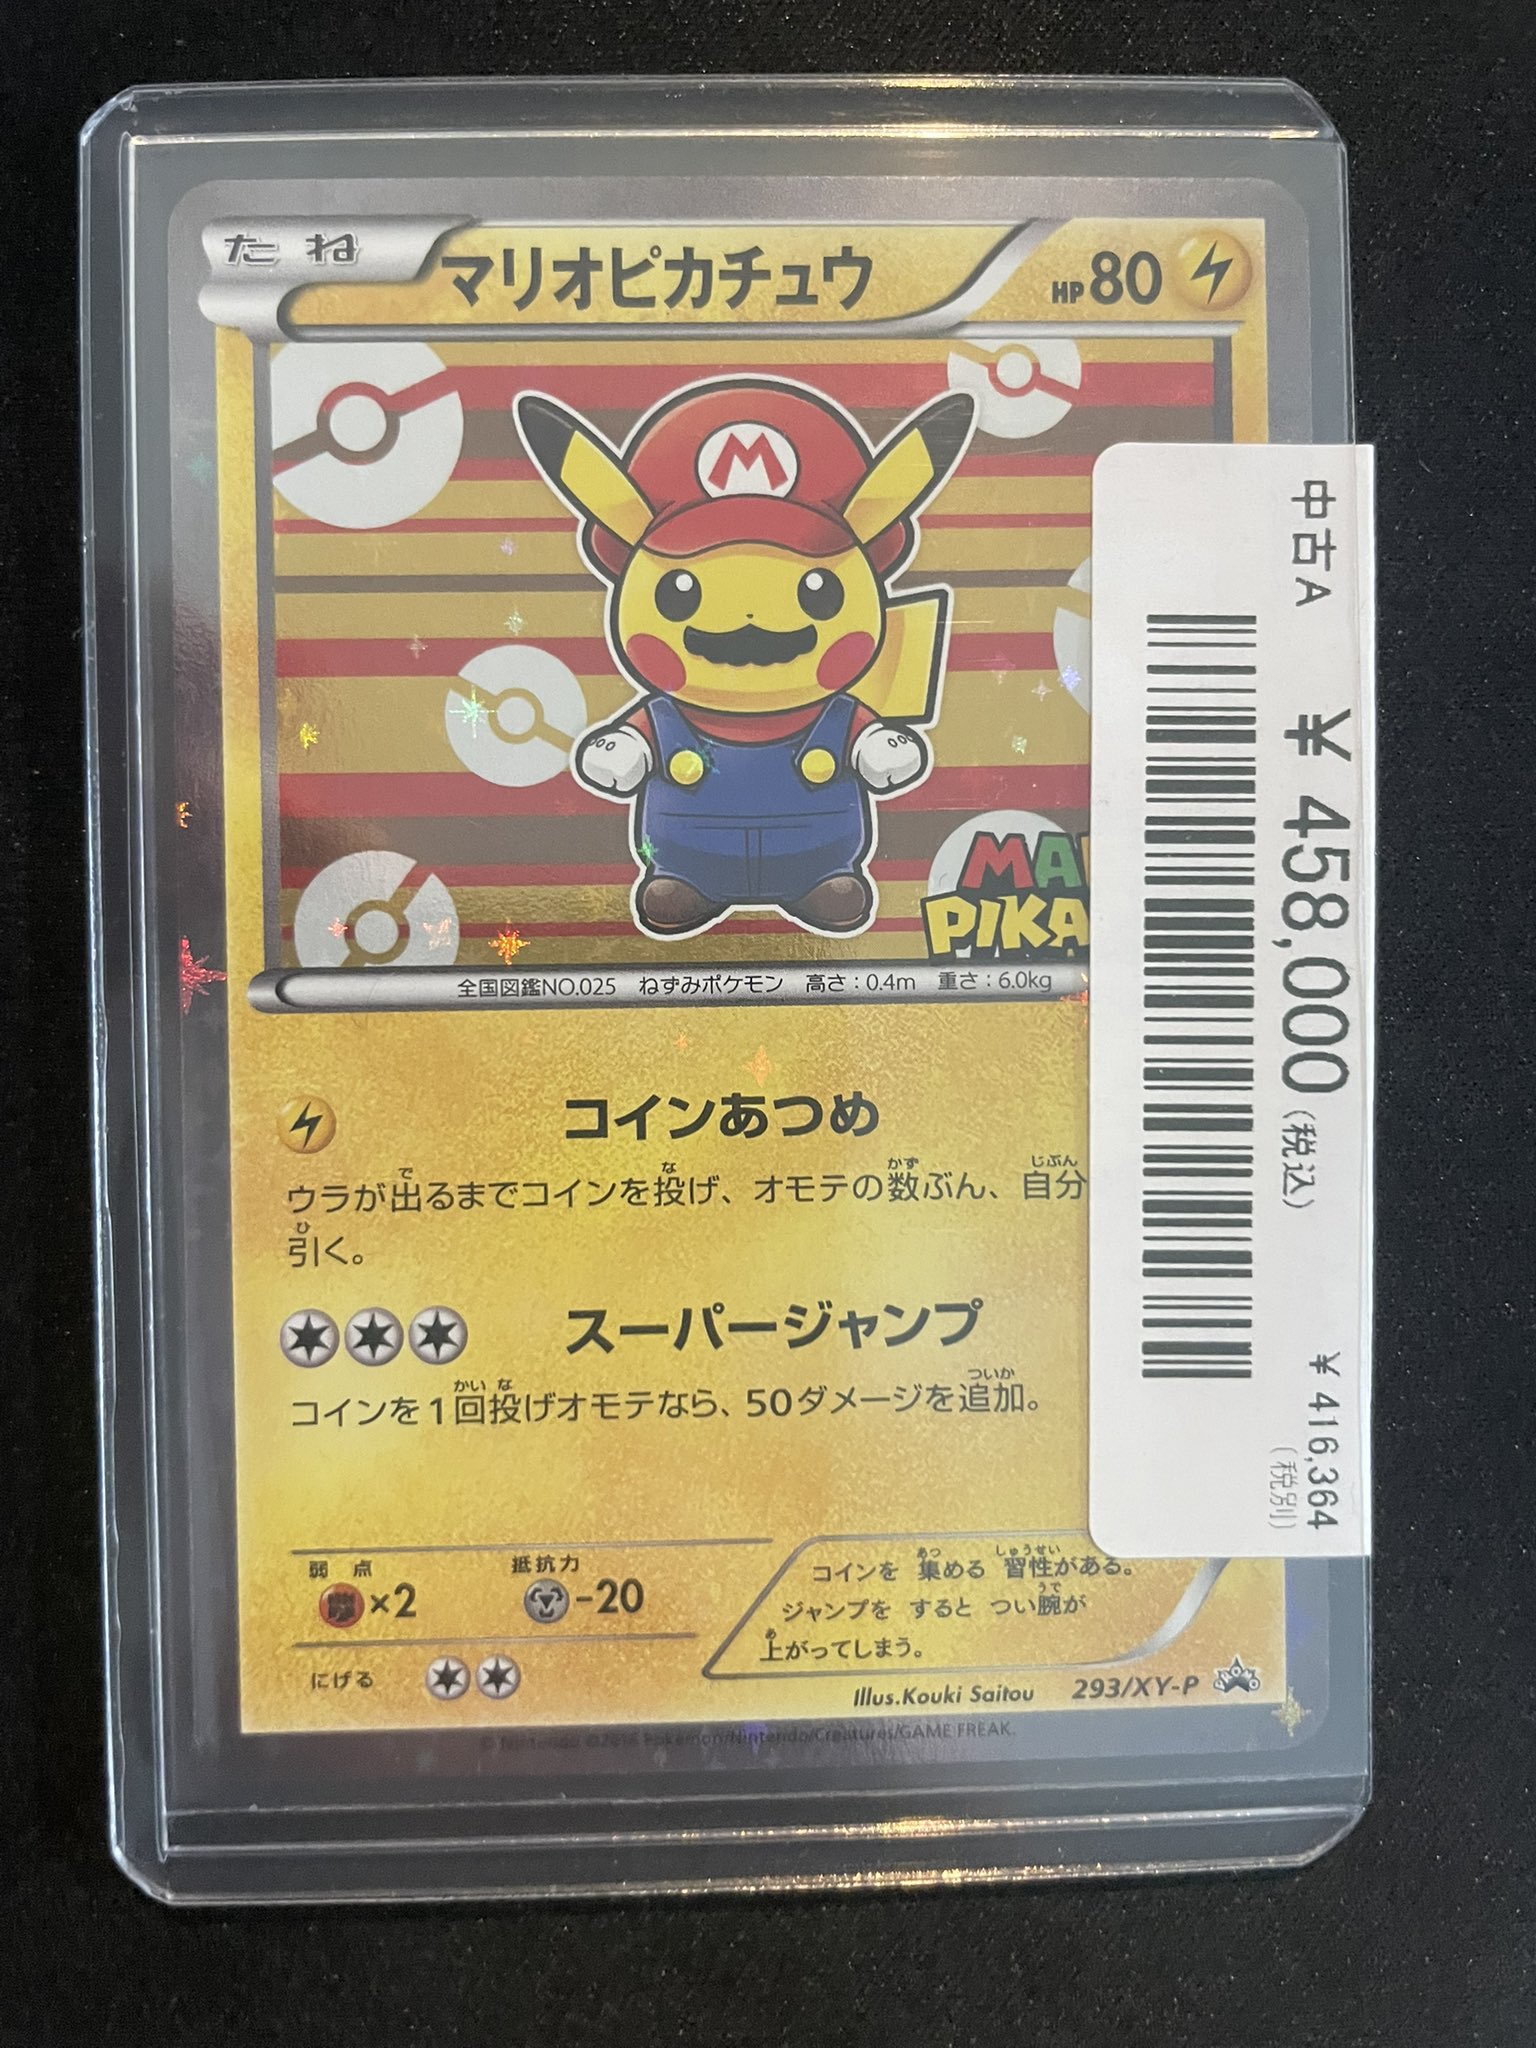 たね
マリオピカチュウ
HP80
M
MA
PIKA
全国図鑑NO.025 ねずみポケモン 高さ:0.4m 重さ:6.0kg
コインあつめ
ウラが出るまでコインを投げ、オモテの数ぶん、自分
引く。
スーパージャンプ
コインを1回投げオモテなら、50ダメージを追加。
弱点
×2
抵抗力
-20
にげる
コインを 集める 習性がある。
ジャンプを すると つい腕が
上がってしまう。
Illus.Kouki Saitou
293/XY-P
©Nintendo ©2016 Pokémon/Nintendo/Creatures/GAME FREAK.
中古A
¥458,000(税込)
¥416,364
(税別)